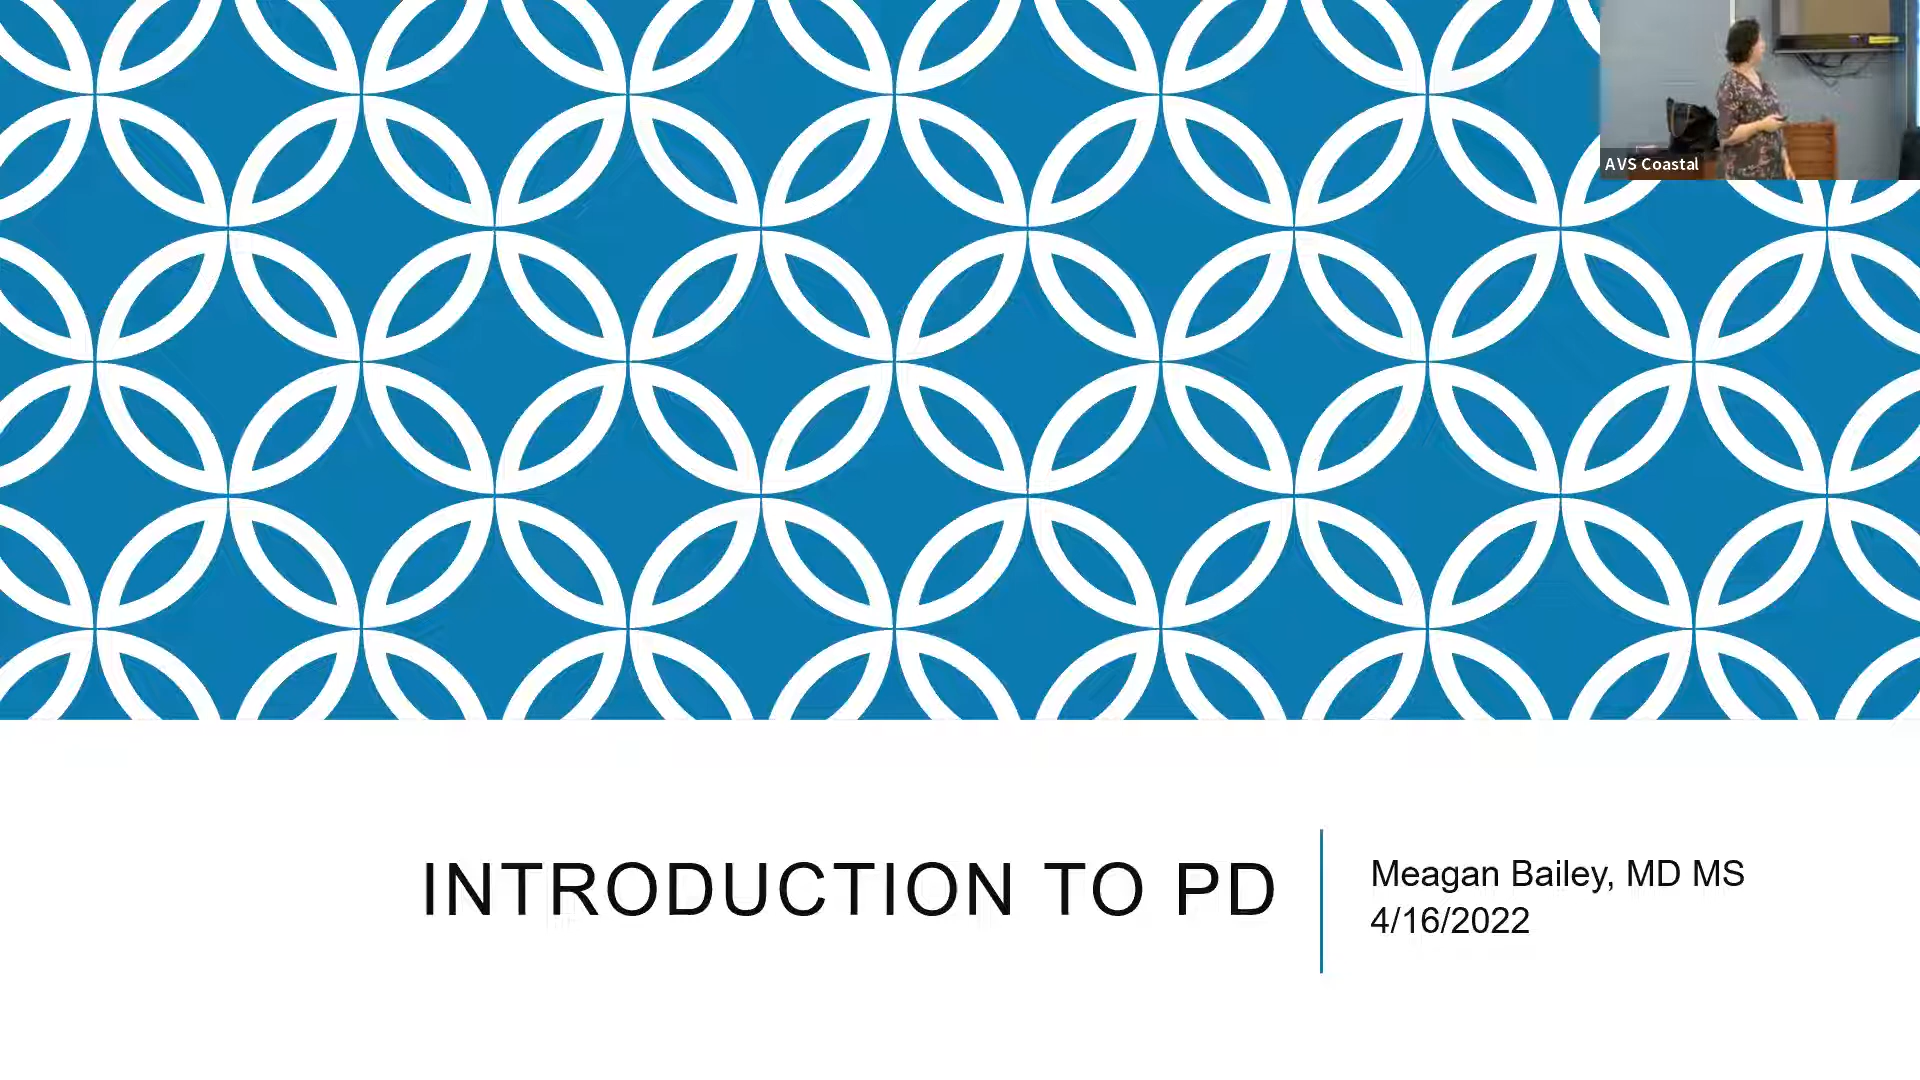 AVS Coastal
INTRODUCTION TO PD
Meagan Bailey, MD MS
4/16/2022